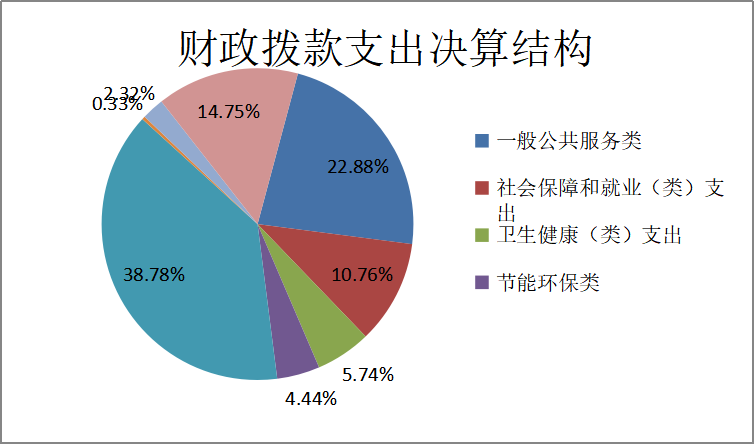 财政拨款支出决算结构
2.32%
0.33%
14.75%
22.88%
10.76%
38.78%
5.74%
4.44%
一般公共服务类
社会保障和就业（类）支
出
卫生健康（类）支出
节能环保类